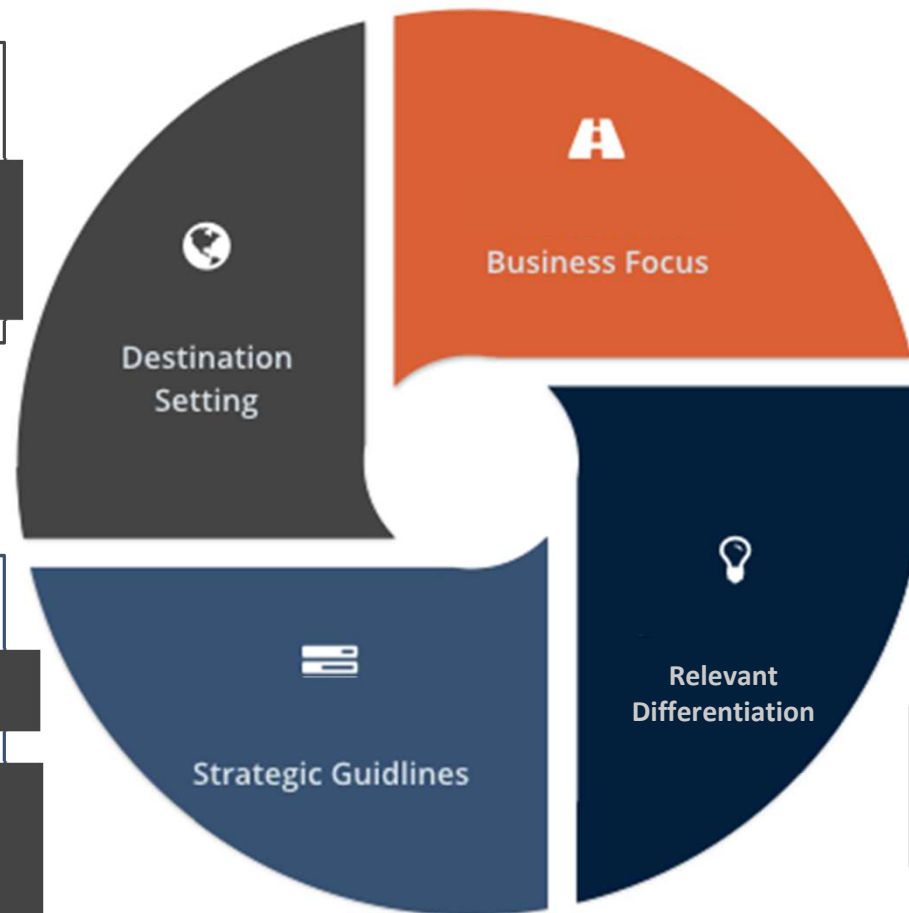 Business Focus
Destination
Setting
Relevant
Differentiation
Strategic Guidlines